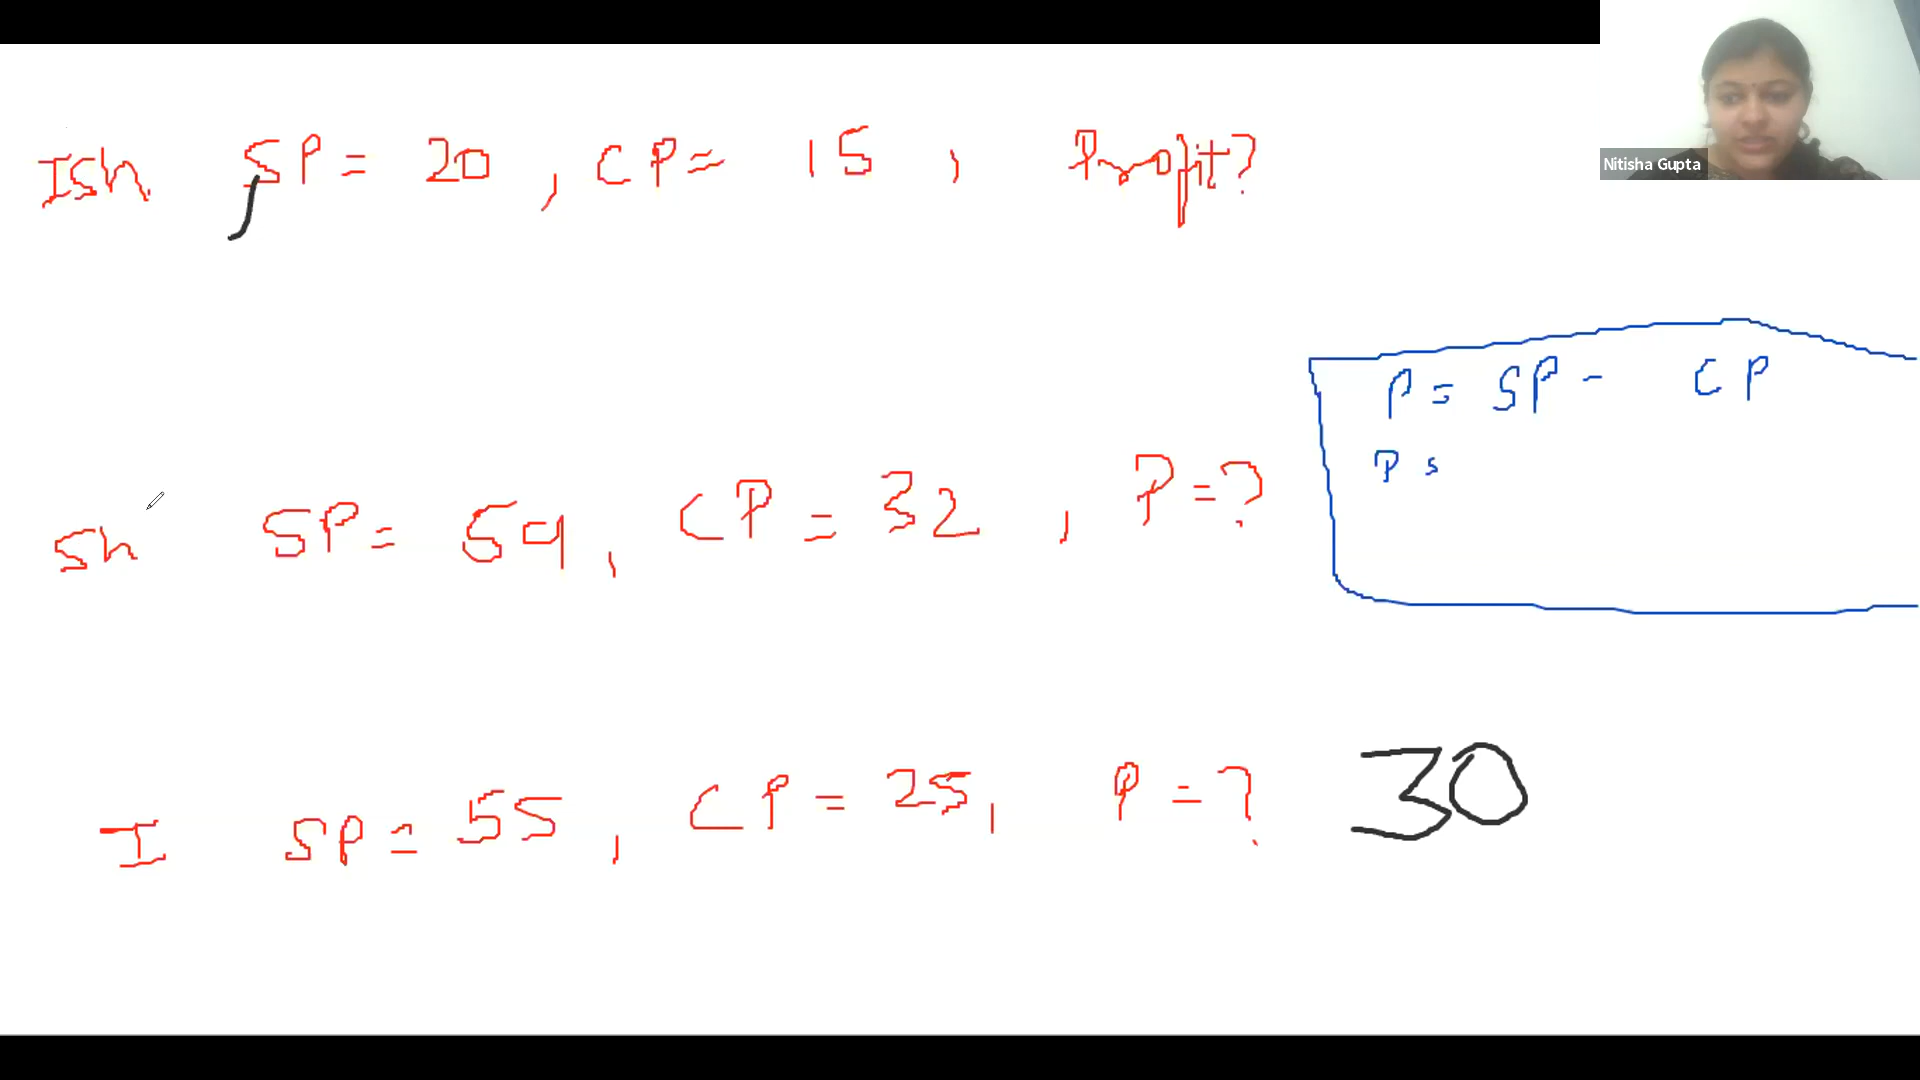 Nitisha Gupta
Ish SP = 20, CP = 15, Profit?
P = SP - CP
P =
Sh SP = 59, CP = 32, P = ?
I SP = 55, CP = 25, P = ? 30